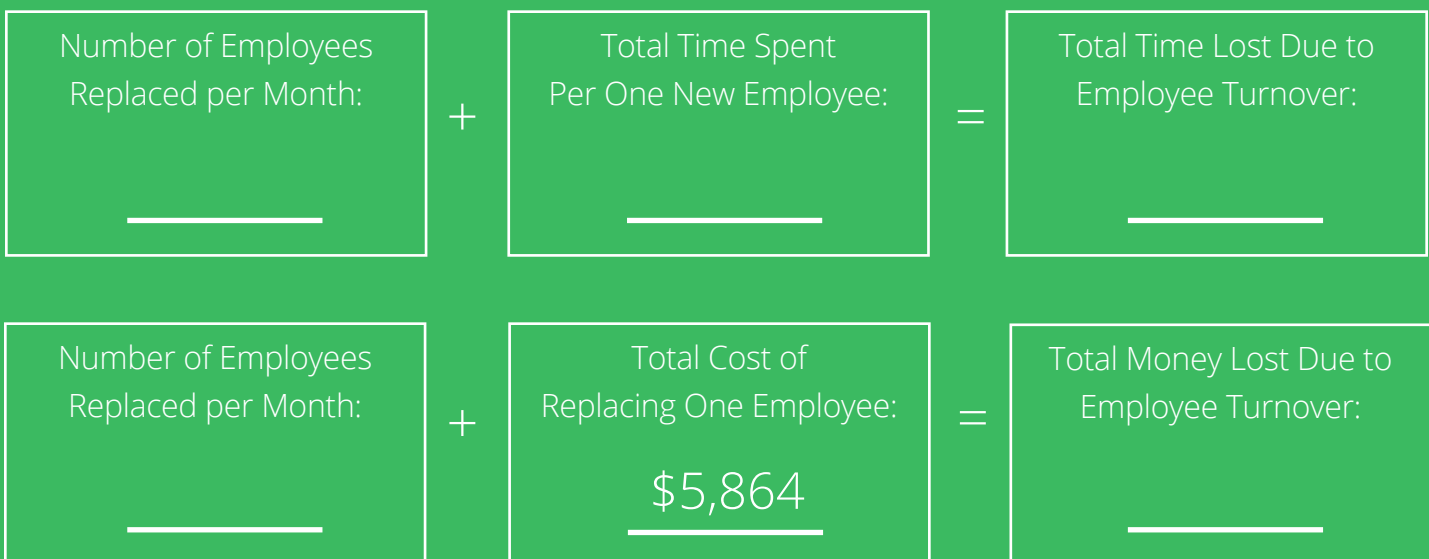 Number of Employees
Replaced per Month:
+
Total Time Spent
Per One New Employee:
=
Total Time Lost Due to
Employee Turnover:
Number of Employees
Replaced per Month:
+
Total Cost of
Replacing One Employee:
$5,864
=
Total Money Lost Due to
Employee Turnover: